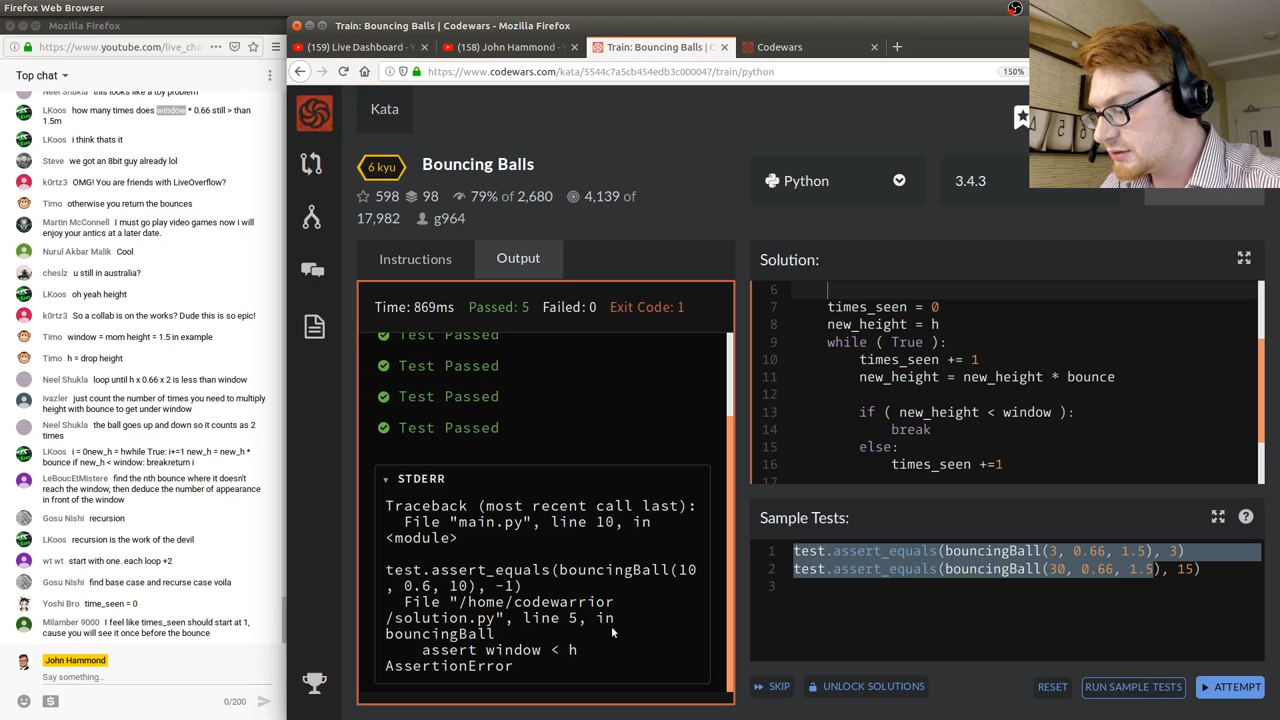 Firefox Web Browser
Mozilla Firefox
https://www.youtube.com/live_cha
Top chat
Neel Shukla this looks like a toy problem
LKoos how many times does window * 0.66 still > than
1.5m
LKoos i think thats it
Steve we got an 8bit guy already lol
k0rtz3 OMG! You are friends with LiveOverflow?
Timo otherwise you return the bounces
Martin McConnell I must go play video games now i will
enjoy your antics at a later date.
Nurul Akbar Malik Cool
cheslz u still in australia?
LKoos oh yeah height
k0rtz3 So a collab is on the works? Dude this is so epic!
Timo window = mom height = 1.5 in example
Timo h = drop height
Neel Shukla loop until h x 0.66 x 2 is less than window
ivazler just count the number of times you need to multiply
height with bounce to get under window
Neel Shukla the ball goes up and down so it counts as 2
times
LKoos i = 0new_h = hwhile True: i+=1 new_h = new_h *
bounce if new_h < window: breakreturn i
LeBoucEtMistere find the nth bounce where it doesn't
reach the window, then deduce the number of appearance
in front of the window
Gosu Nishi recursion
LKoos recursion is the work of the devil
wt wt start with one. each loop +2
Gosu Nishi find base case and recurse case voila
Yoshi Bro time_seen = 0
Milamber 9000 I feel like times_seen should start at 1,
cause you will see it once before the bounce
John Hammond
Say something...
0/200
Train: Bouncing Balls | Codewars - Mozilla Firefox
(159) Live Dashboard - Y
(158) John Hammond - Y
Train: Bouncing Balls | C
Codewars
https://www.codewars.com/kata/5544c7a5cb454edb3c000047/train/python
150%
Kata
6 kyu
Bouncing Balls
598 98 79% of 2,680 4,139 of
17,982 g964
Python
3.4.3
Instructions
Output
Time: 869ms Passed: 5 Failed: 0 Exit Code: 1
Test Passed
Test Passed
Test Passed
Test Passed
STDERR
Traceback (most recent call last):
File "main.py", line 10, in
<module>
test.assert_equals(bouncingBall(10
, 0.6, 10), -1)
File "/home/codewarrior
/solution.py", line 5, in
bouncingBall
assert window < h
AssertionError
Solution:
6
7 times_seen = 0
8 new_height = h
9 while ( True ):
10 times_seen += 1
11 new_height = new_height * bounce
12
13 if ( new_height < window ):
14 break
15 else:
16 times_seen +=1
17
Sample Tests:
1 test.assert_equals(bouncingBall(3, 0.66, 1.5), 3)
2 test.assert_equals(bouncingBall(30, 0.66, 1.5), 15)
3
SKIP
UNLOCK SOLUTIONS
RESET
RUN SAMPLE TESTS
ATTEMPT